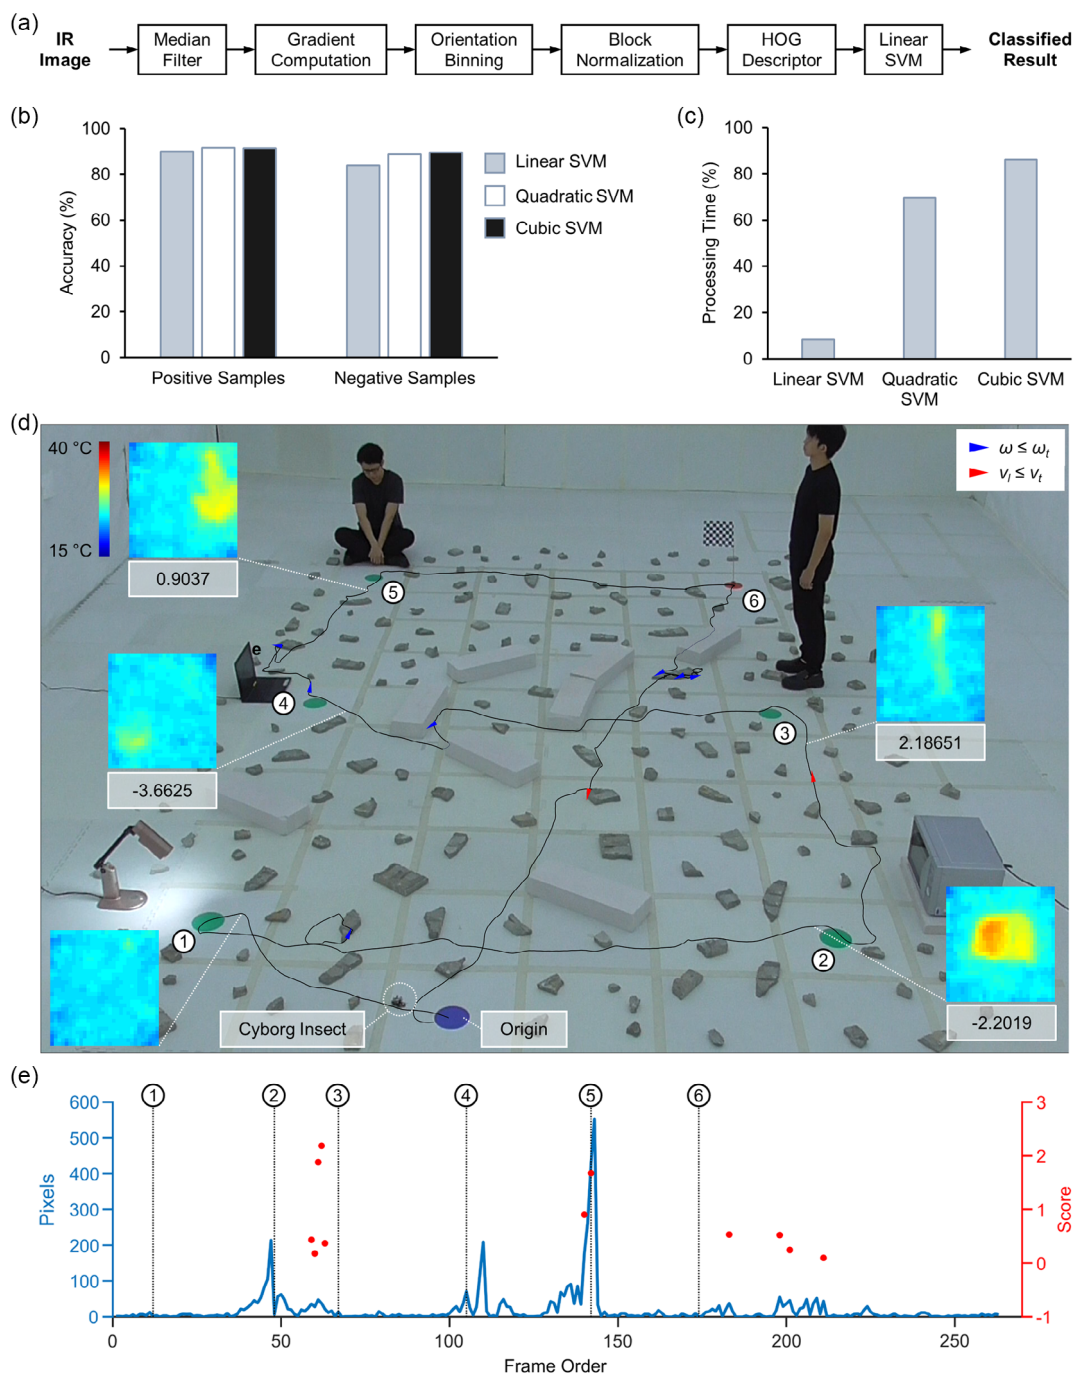 (a)
IR Image
Median Filter
Gradient Computation
Orientation Binning
Block Normalization
HOG Descriptor
Linear SVM
Classified Result
(b)
Accuracy (%)
100
80
60
40
20
0
Positive Samples
Negative Samples
Linear SVM
Quadratic SVM
Cubic SVM
(c)
Processing Time (%)
100
80
60
40
20
0
Linear SVM
Quadratic SVM
Cubic SVM
(d)
40 °C
15 °C
0.9037
ω ≤ ωt
vl ≤ vt
5
6
e
4
3
2.18651
-3.6625
1
2
-2.2019
Cyborg Insect
Origin
(e)
1
2
3
4
5
6
Pixels
600
500
400
300
200
100
0
Score
3
2
1
0
-1
0
50
100
150
200
250
Frame Order